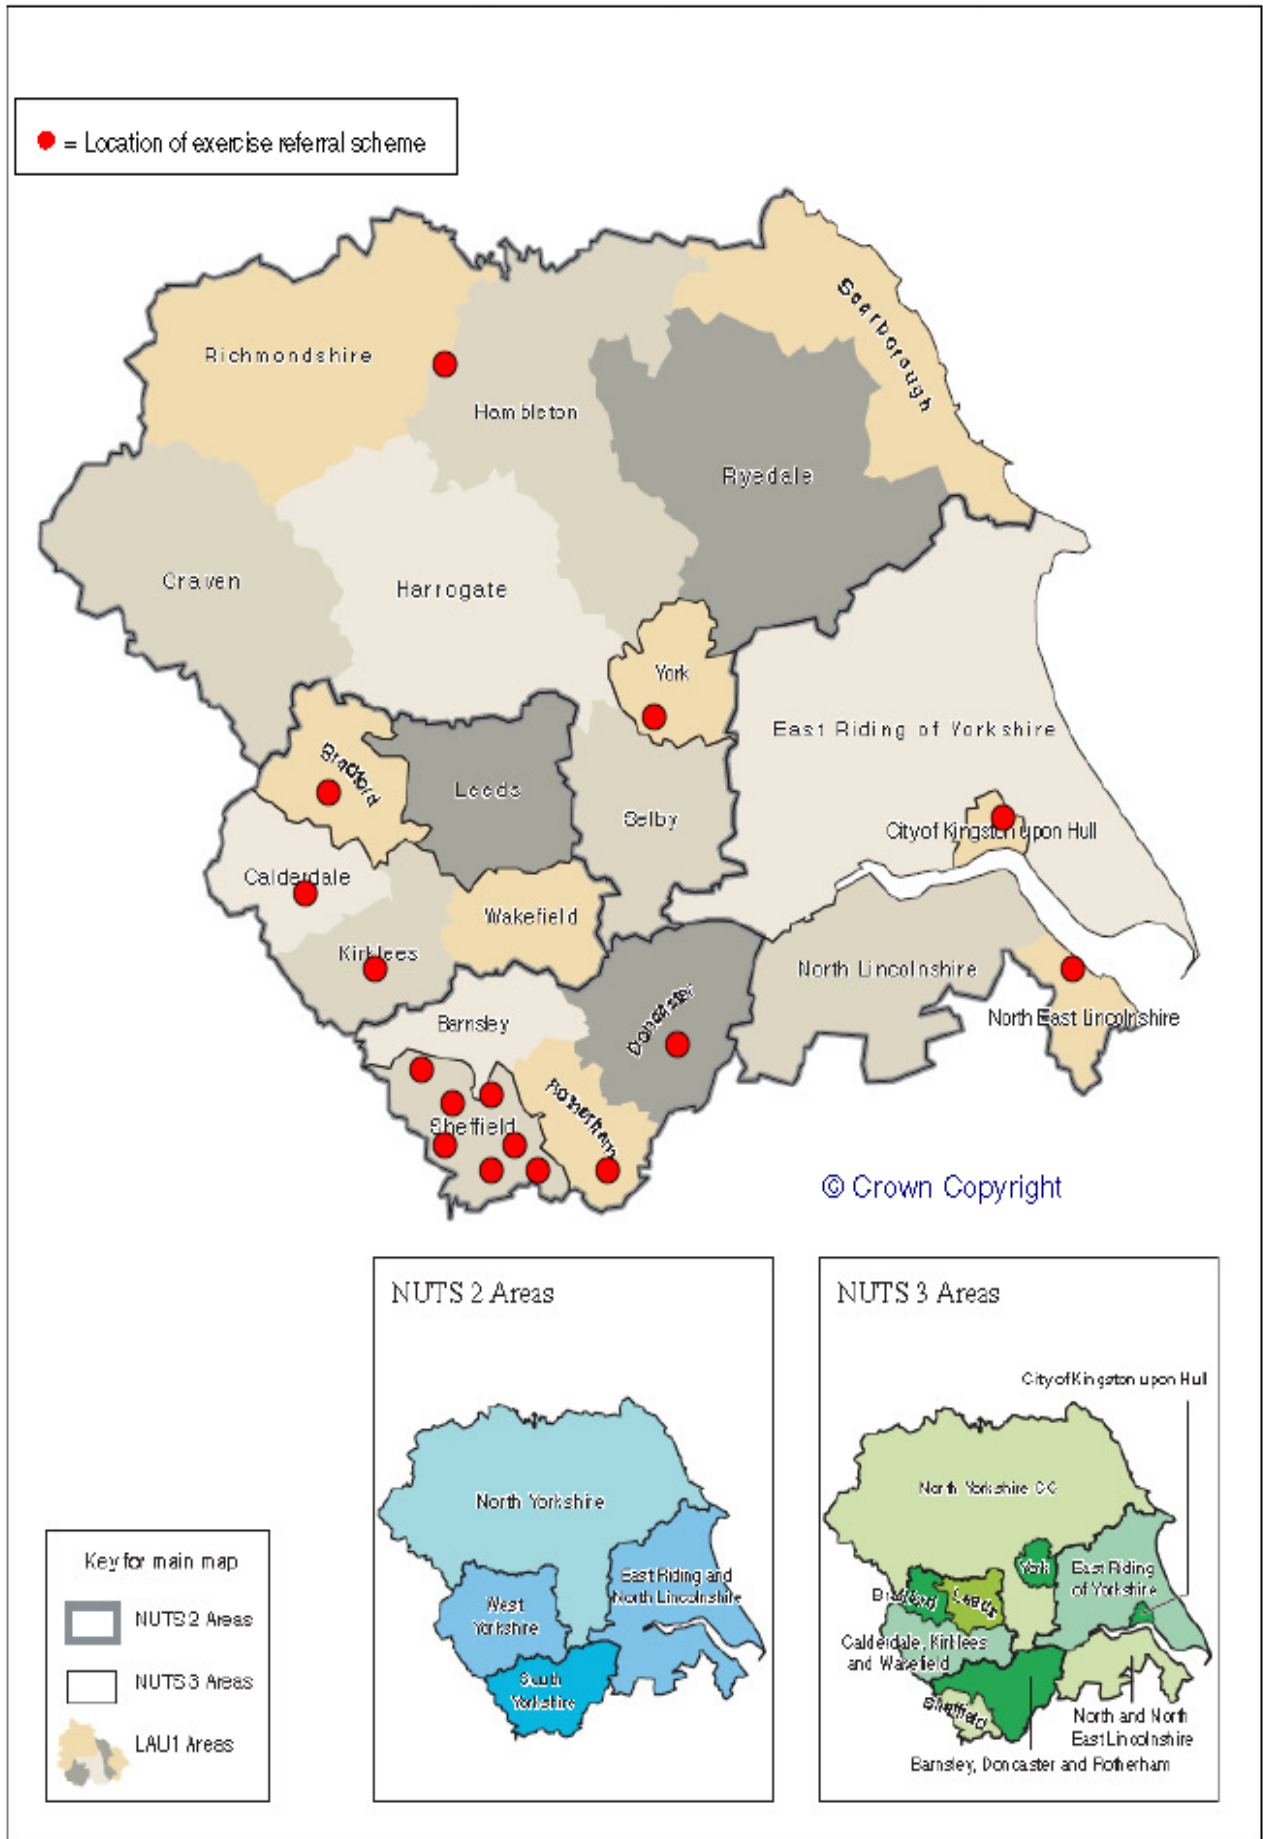 = Location of exercise referral scheme
Scarborough
Richmondshire
Hambleton
Ryedale
Craven
Harrogate
York
East Riding of Yorkshire
Bradford
Leeds
Selby
City of Kingston upon Hull
Calderdale
Wakefield
Kirklees
North Lincolnshire
Barnsley
Doncaster
North East Lincolnshire
Rotherham
Sheffield
© Crown Copyright
NUTS 2 Areas
North Yorkshire
East Riding and
North Lincolnshire
West
Yorkshire
South
Yorkshire
NUTS 3 Areas
City of Kingston upon Hull
North Yorkshire CC
York
East Riding
of Yorkshire
Bradford
Leeds
Calderdale, Kirklees
and Wakefield
Sheffield
North and North
East Lincolnshire
Barnsley, Doncaster and Rotherham
Key for main map
NUTS 2 Areas
NUTS 3 Areas
LAU1 Areas